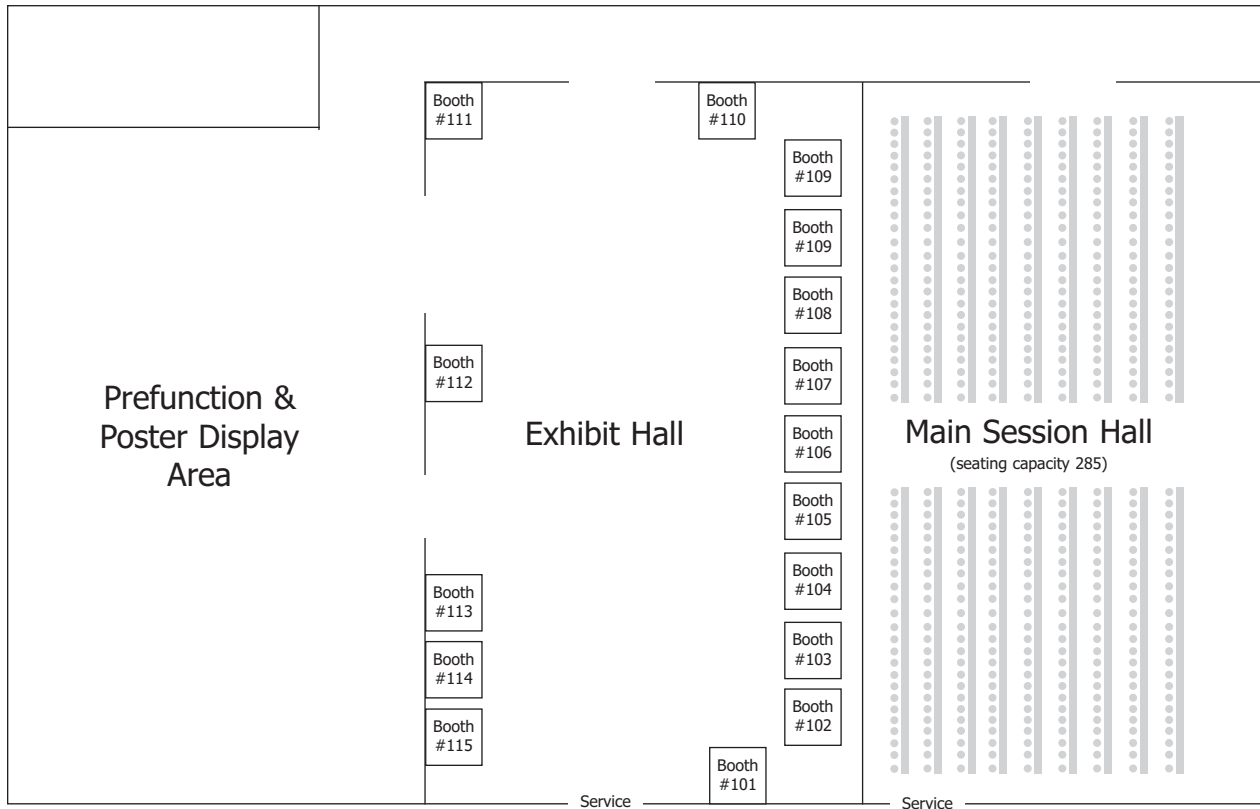 Booth
#111
Booth
#110
Booth
#109
Booth
#109
Booth
#108
Booth
#112
Booth
#107
Prefunction &
Poster Display
Area
Exhibit Hall
Booth
#106
Main Session Hall
(seating capacity 285)
Booth
#105
Booth
#104
Booth
#113
Booth
#103
Booth
#114
Booth
#102
Booth
#115
Booth
#101
Service
Service